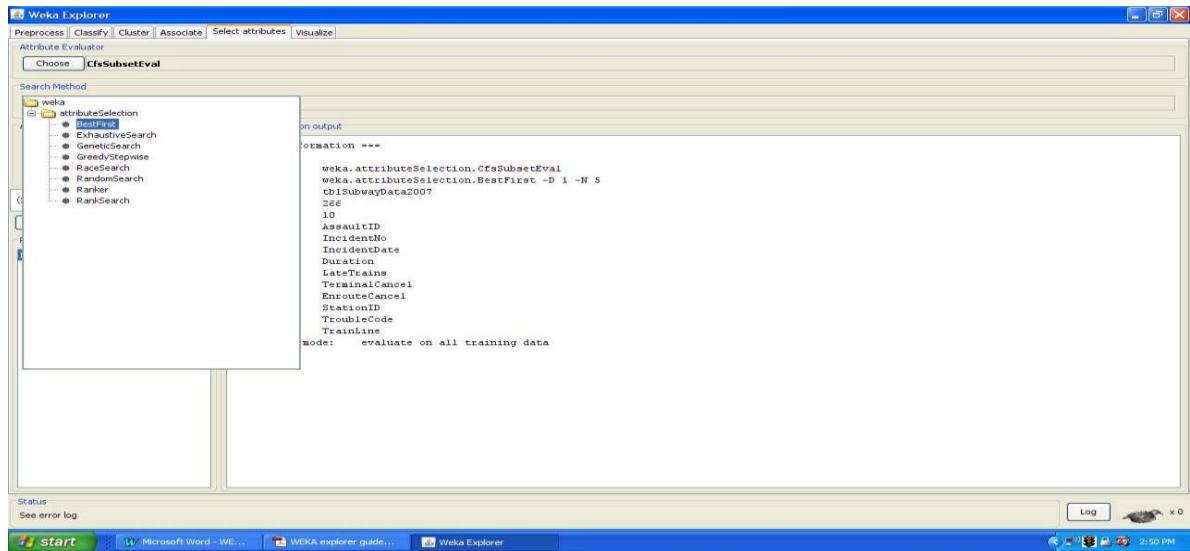 Weka Explorer
Preprocess Classify Cluster Associate Select attributes Visualize
Attribute Evaluator
Choose CfsSubsetEval
Search Method
weka
attributeSelection
BestFirst
ExhaustiveSearch
GeneticSearch
GreedyStepwise
RaceSearch
RandomSearch
Ranker
RankSearch
on output
formation ===
weka.attributeSelection.CfsSubsetEval
weka.attributeSelection.BestFirst -D 1 -N 5
tblSubwayData2007
266
10
AssaultID
IncidentNo
IncidentDate
Duration
LateTrains
TerminalCancel
EnrouteCancel
StationID
TroubleCode
TrainLine
mode: evaluate on all training data
Status
See error log
Log x 0
start Microsoft Word - WE... WEKA explorer guide... Weka Explorer 2:50 PM